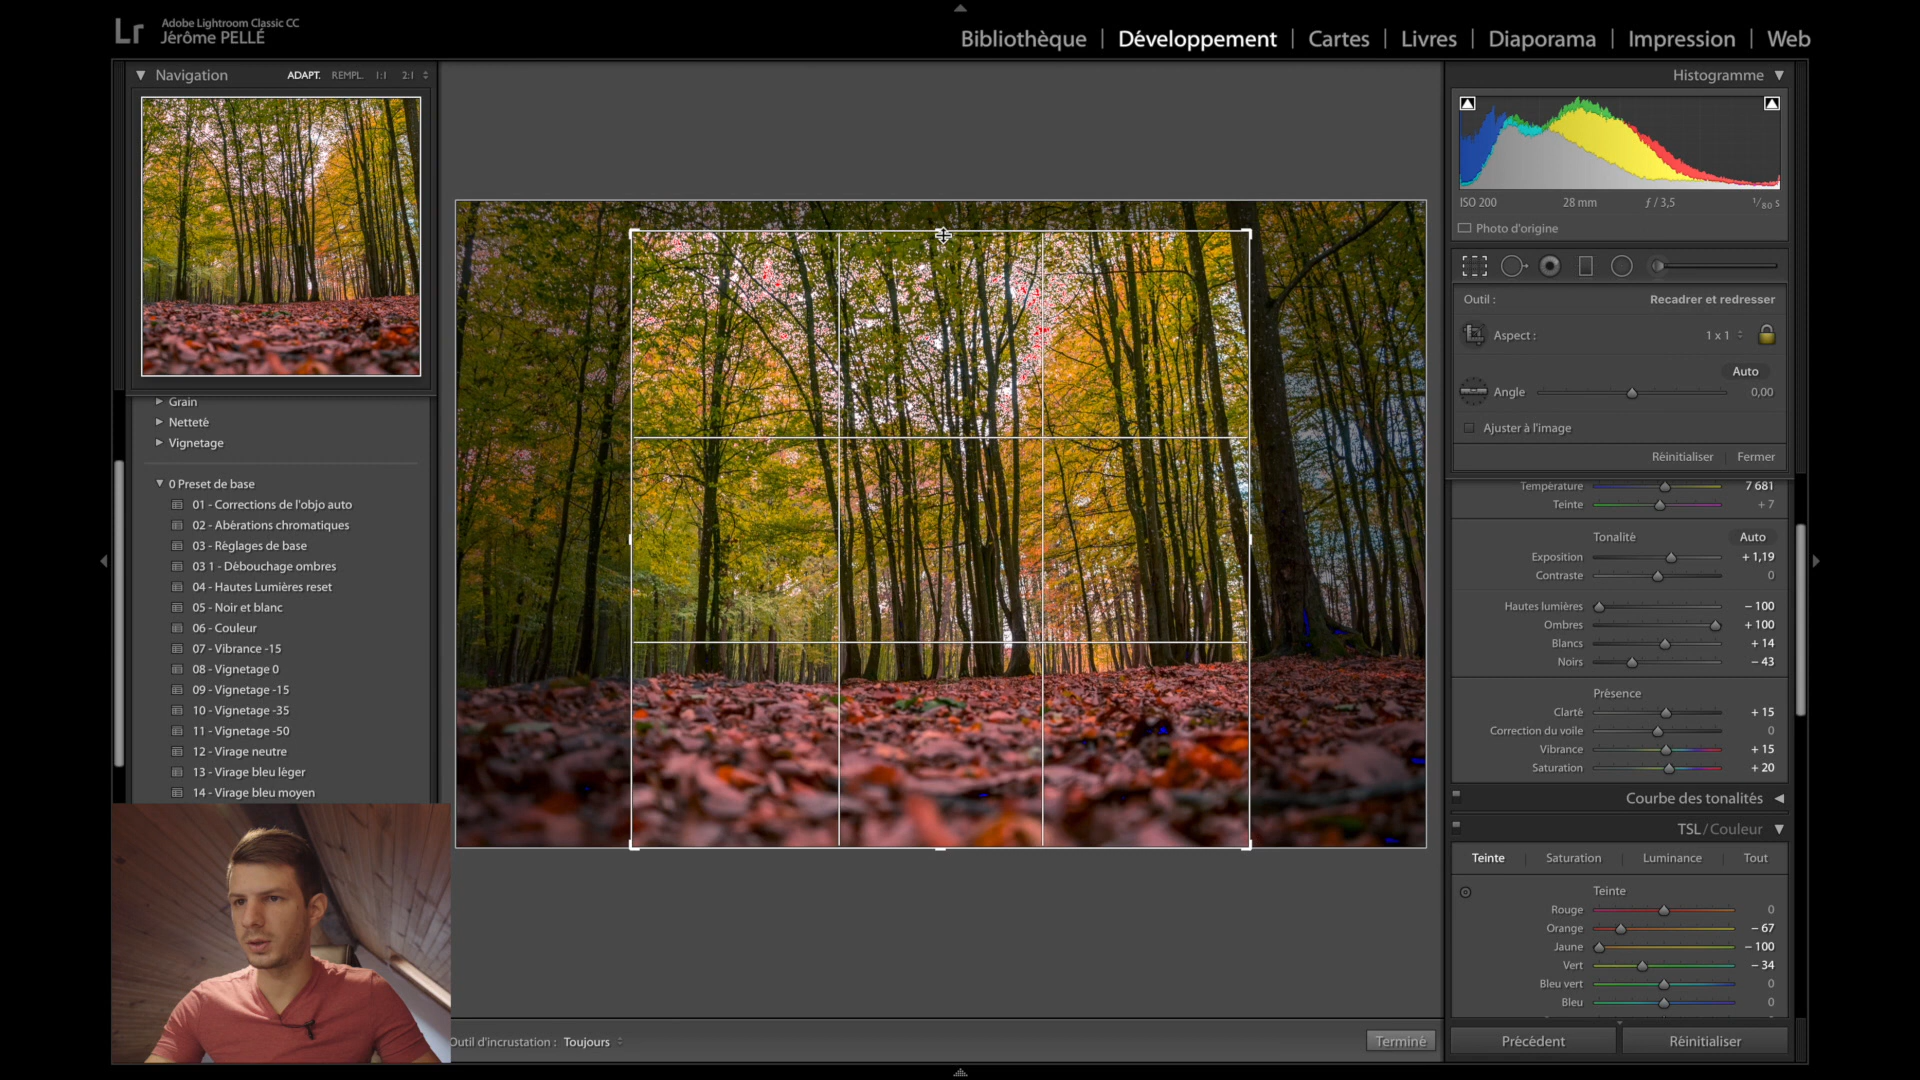 Lr
Adobe Lightroom Classic CC
Jérôme PELLÉ
Bibliothèque | Développement | Cartes | Livres | Diaporama | Impression | Web
Navigation
ADAPT. REMPL. 1:1 2:1
Grain
Netteté
Vignetage
0 Preset de base
01 - Corrections de l'objo auto
02 - Abérations chromatiques
03 - Réglages de base
03 1 - Débouchage ombres
04 - Hautes Lumières reset
05 - Noir et blanc
06 - Couleur
07 - Vibrance -15
08 - Vignetage 0
09 - Vignetage -15
10 - Vignetage -35
11 - Vignetage -50
12 - Virage neutre
13 - Virage bleu léger
14 - Virage bleu moyen
Outil d'incrustation : Toujours
Terminé
Histogramme
ISO 200 28 mm ƒ / 3,5 1/80 s
Photo d'origine
Outil : Recadrer et redresser
Aspect : 1 x 1
Auto
Angle 0,00
Ajuster à l'image
Réinitialiser Fermer
Température 7 681
Teinte + 7
Tonalité Auto
Exposition + 1,19
Contraste 0
Hautes lumières − 100
Ombres + 100
Blancs + 14
Noirs − 43
Présence
Clarté + 15
Correction du voile 0
Vibrance + 15
Saturation + 20
Courbe des tonalités
TSL / Couleur
Teinte Saturation Luminance Tout
Teinte
Rouge 0
Orange − 67
Jaune − 100
Vert − 34
Bleu vert 0
Bleu 0
Précédent Réinitialiser